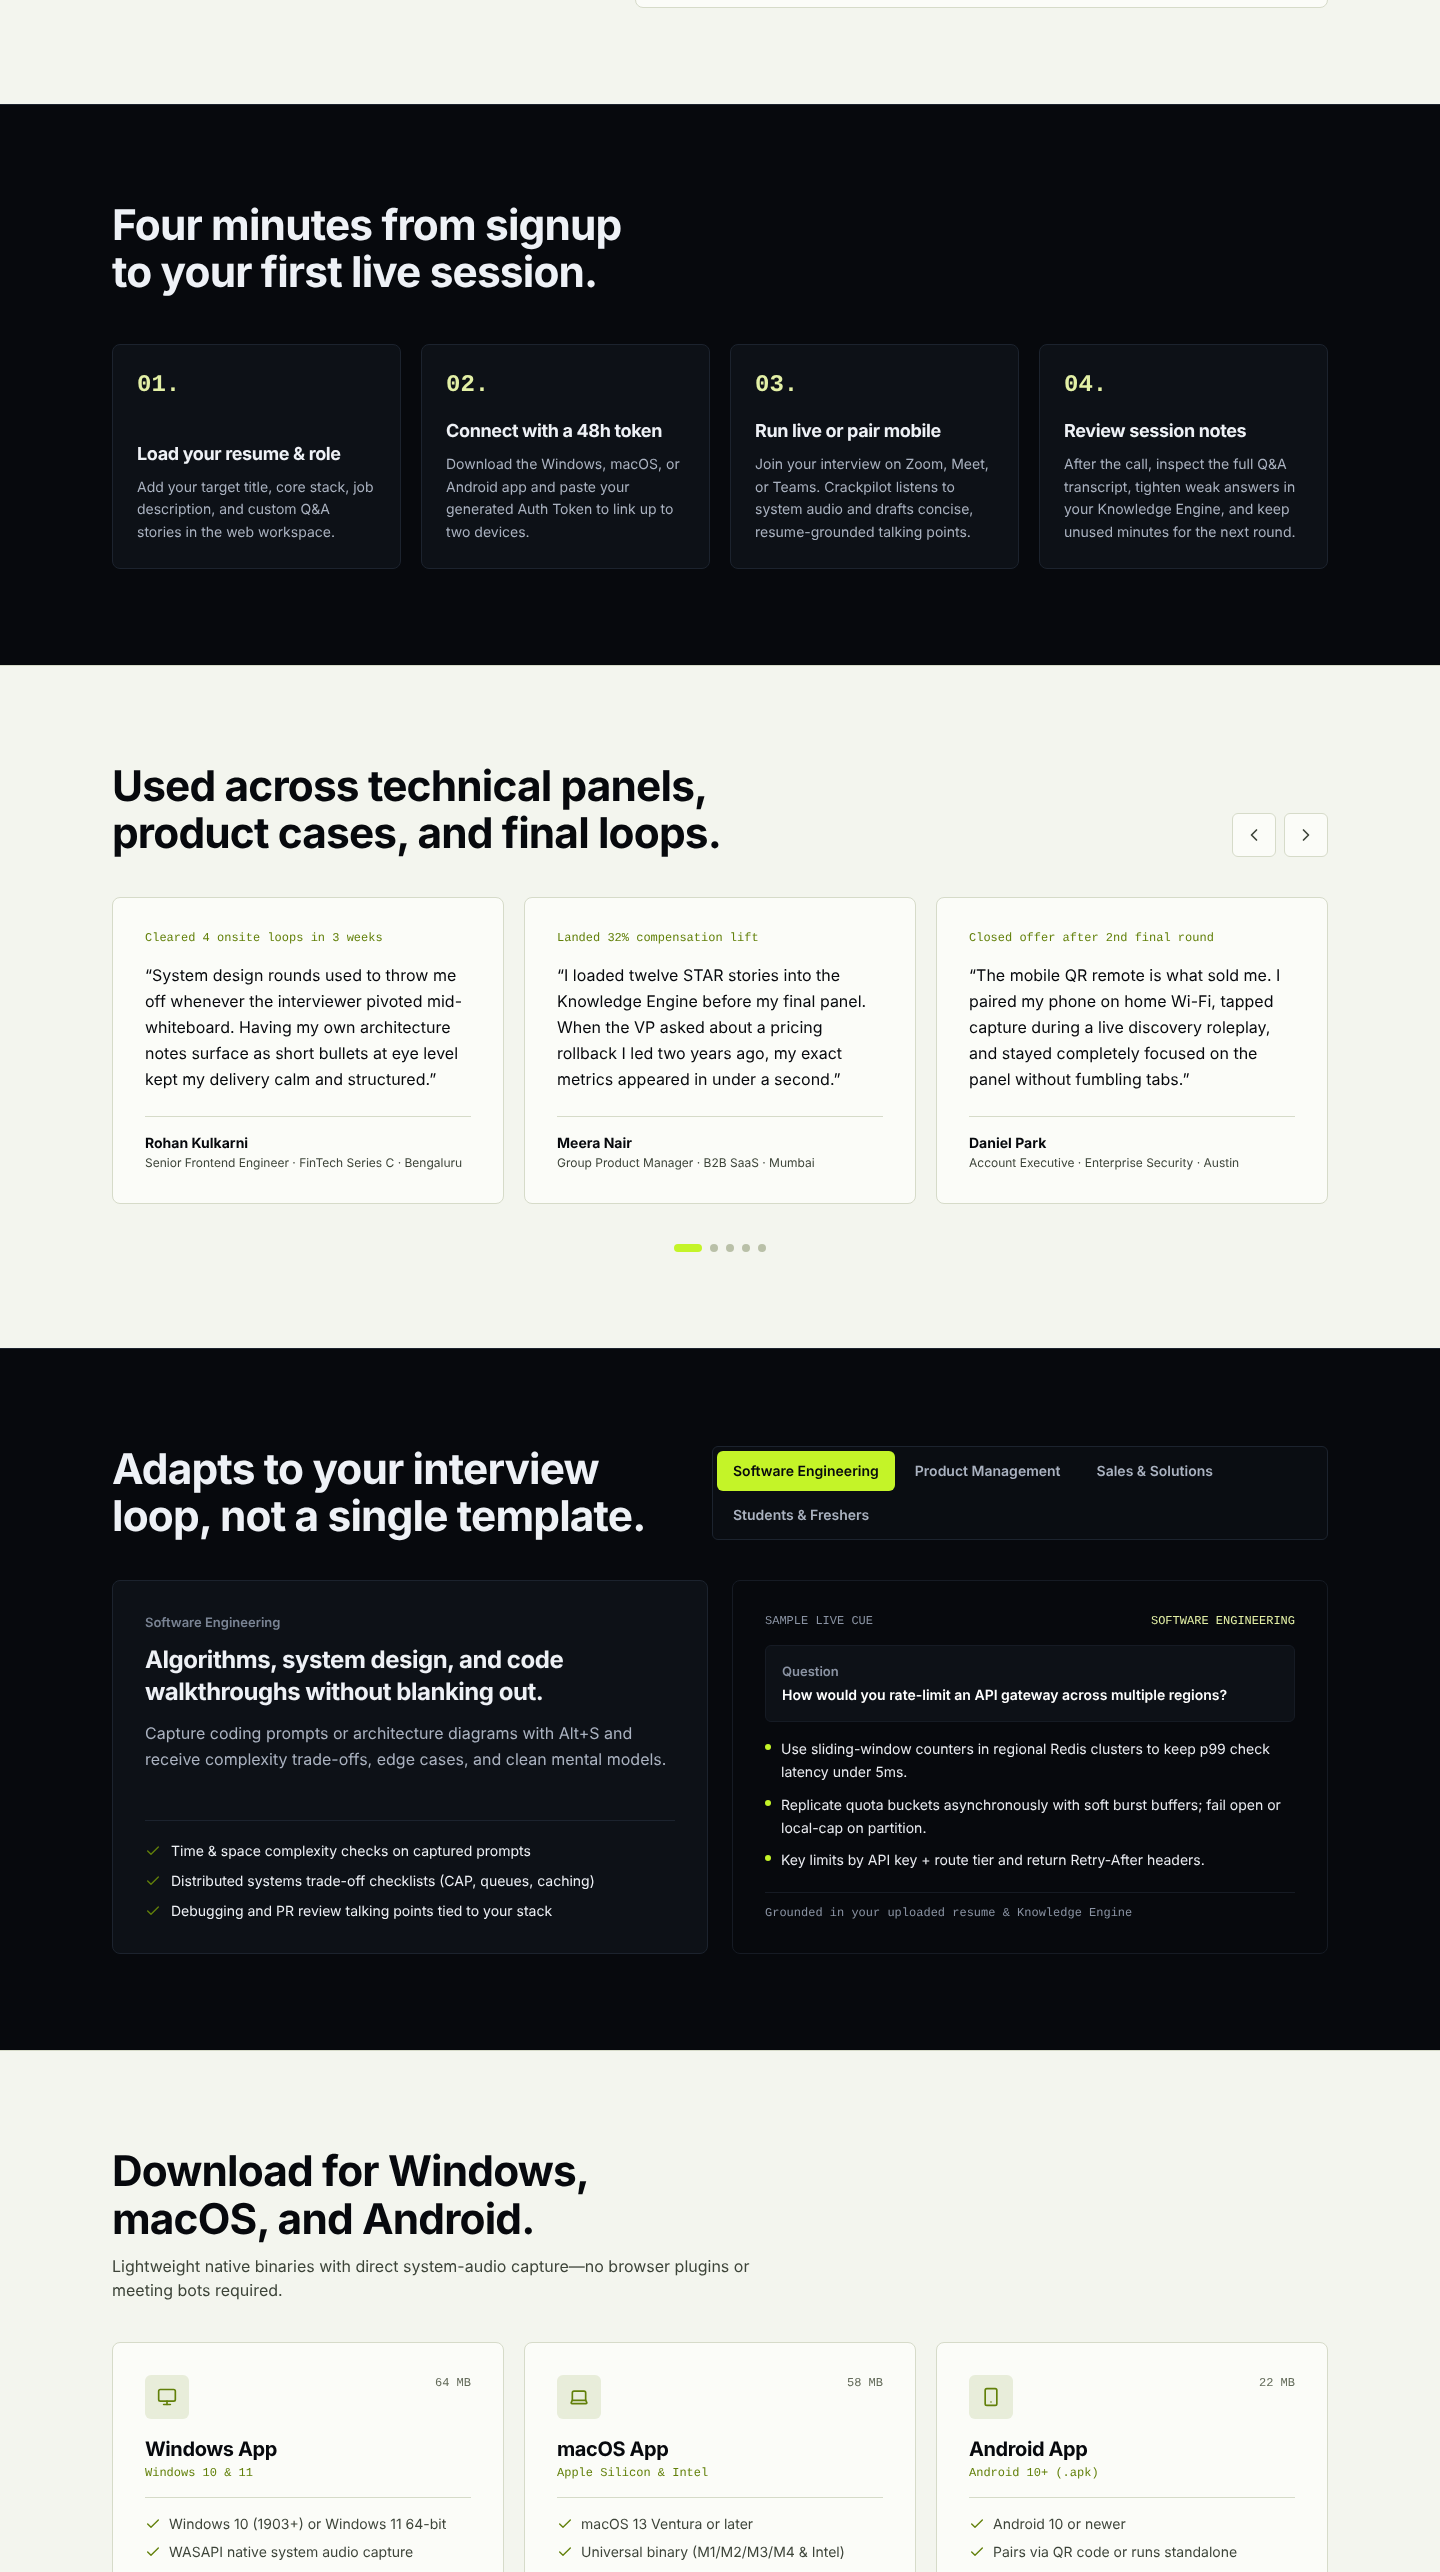 Four minutes from signup
to your first live session.
01.
Load your resume & role
Add your target title, core stack, job
description, and custom Q&A
stories in the web workspace.
02.
Connect with a 48h token
Download the Windows, macOS, or
Android app and paste your
generated Auth Token to link up to
two devices.
03.
Run live or pair mobile
Join your interview on Zoom, Meet,
or Teams. Crackpilot listens to
system audio and drafts concise,
resume-grounded talking points.
04.
Review session notes
After the call, inspect the full Q&A
transcript, tighten weak answers in
your Knowledge Engine, and keep
unused minutes for the next round.
Used across technical panels,
product cases, and final loops.
Cleared 4 onsite loops in 3 weeks
“System design rounds used to throw me
off whenever the interviewer pivoted mid-
whiteboard. Having my own architecture
notes surface as short bullets at eye level
kept my delivery calm and structured.”
Rohan Kulkarni
Senior Frontend Engineer · FinTech Series C · Bengaluru
Landed 32% compensation lift
“I loaded twelve STAR stories into the
Knowledge Engine before my final panel.
When the VP asked about a pricing
rollback I led two years ago, my exact
metrics appeared in under a second.”
Meera Nair
Group Product Manager · B2B SaaS · Mumbai
Closed offer after 2nd final round
“The mobile QR remote is what sold me. I
paired my phone on home Wi-Fi, tapped
capture during a live discovery roleplay,
and stayed completely focused on the
panel without fumbling tabs.”
Daniel Park
Account Executive · Enterprise Security · Austin
Adapts to your interview
loop, not a single template.
Software Engineering
Product Management
Sales & Solutions
Students & Freshers
Software Engineering
Algorithms, system design, and code
walkthroughs without blanking out.
Capture coding prompts or architecture diagrams with Alt+S and
receive complexity trade-offs, edge cases, and clean mental models.
Time & space complexity checks on captured prompts
Distributed systems trade-off checklists (CAP, queues, caching)
Debugging and PR review talking points tied to your stack
SAMPLE LIVE CUE
SOFTWARE ENGINEERING
Question
How would you rate-limit an API gateway across multiple regions?
Use sliding-window counters in regional Redis clusters to keep p99 check
latency under 5ms.
Replicate quota buckets asynchronously with soft burst buffers; fail open or
local-cap on partition.
Key limits by API key + route tier and return Retry-After headers.
Grounded in your uploaded resume & Knowledge Engine
Download for Windows,
macOS, and Android.
Lightweight native binaries with direct system-audio capture—no browser plugins or
meeting bots required.
64 MB
Windows App
Windows 10 & 11
Windows 10 (1903+) or Windows 11 64-bit
WASAPI native system audio capture
58 MB
macOS App
Apple Silicon & Intel
macOS 13 Ventura or later
Universal binary (M1/M2/M3/M4 & Intel)
22 MB
Android App
Android 10+ (.apk)
Android 10 or newer
Pairs via QR code or runs standalone